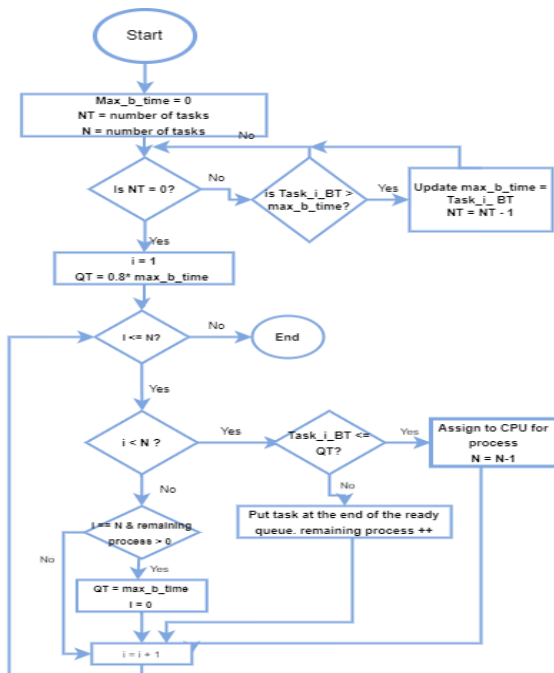 Start
Max_b_time = 0
NT = number of tasks
N = number of tasks
No
Is NT = 0?
No
is Task_i_BT >
max_b_time?
Yes
Update max_b_time =
Task_i_ BT
NT = NT - 1
Yes
i = 1
QT = 0.8* max_b_time
I <= N?
No
End
Yes
i < N ?
Yes
Task_i_BT <=
QT?
Yes
Assign to CPU for
process
N = N-1
No
No
I == N & remaining
process > 0
Put task at the end of the ready
queue. remaining process ++
No
Yes
QT = max_b_time
I = 0
i = i + 1